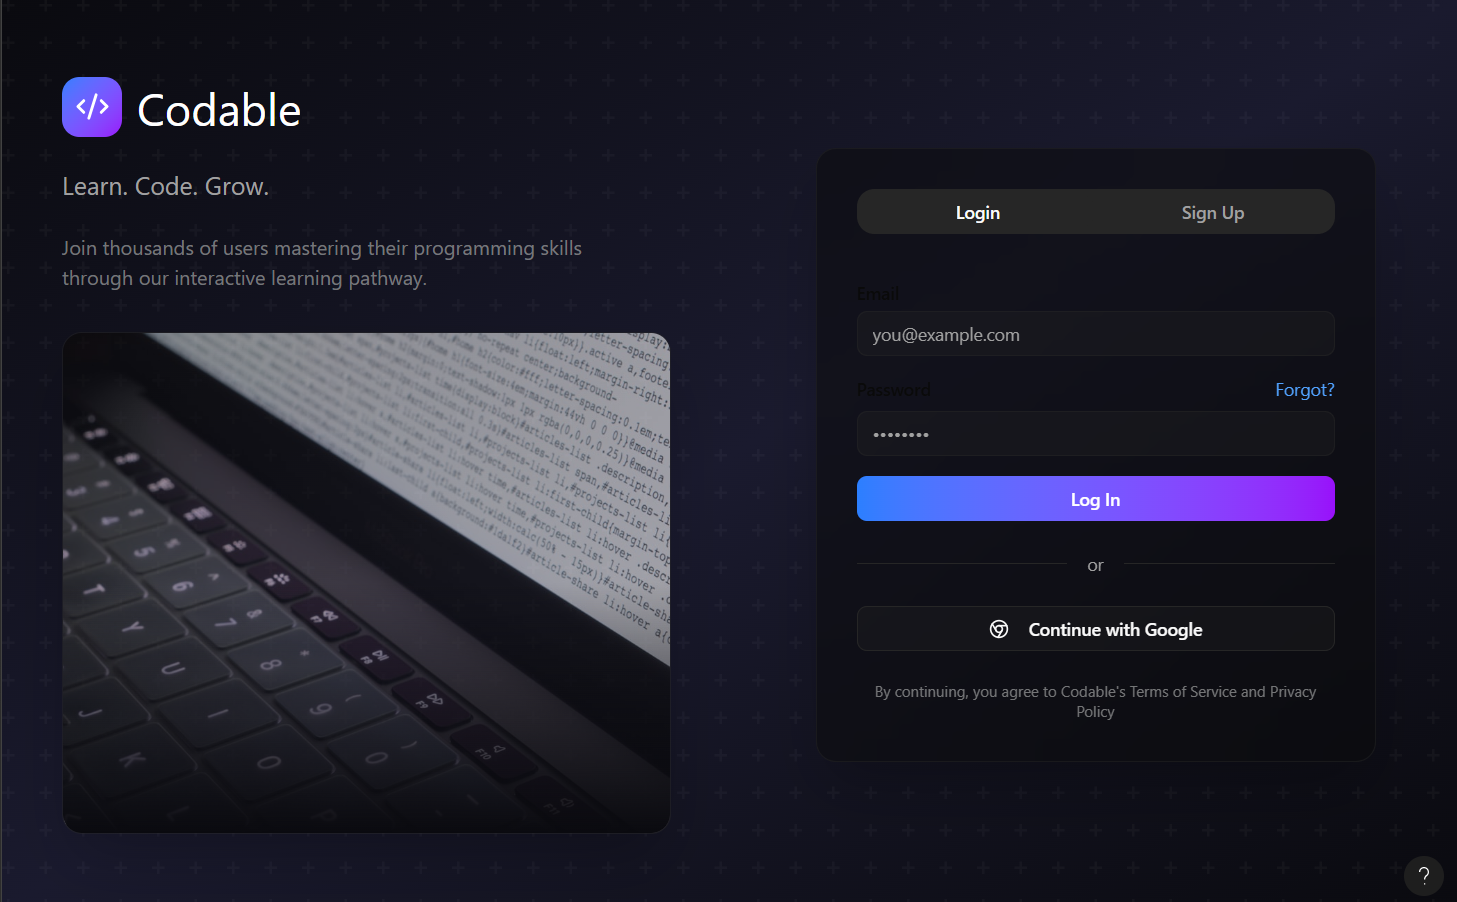 </> Codable
Learn. Code. Grow.
Join thousands of users mastering their programming skills
through our interactive learning pathway.
Login
Sign Up
Email
you@example.com
Password
Forgot?
••••••••
Log In
or
Continue with Google
By continuing, you agree to Codable's Terms of Service and Privacy
Policy
?